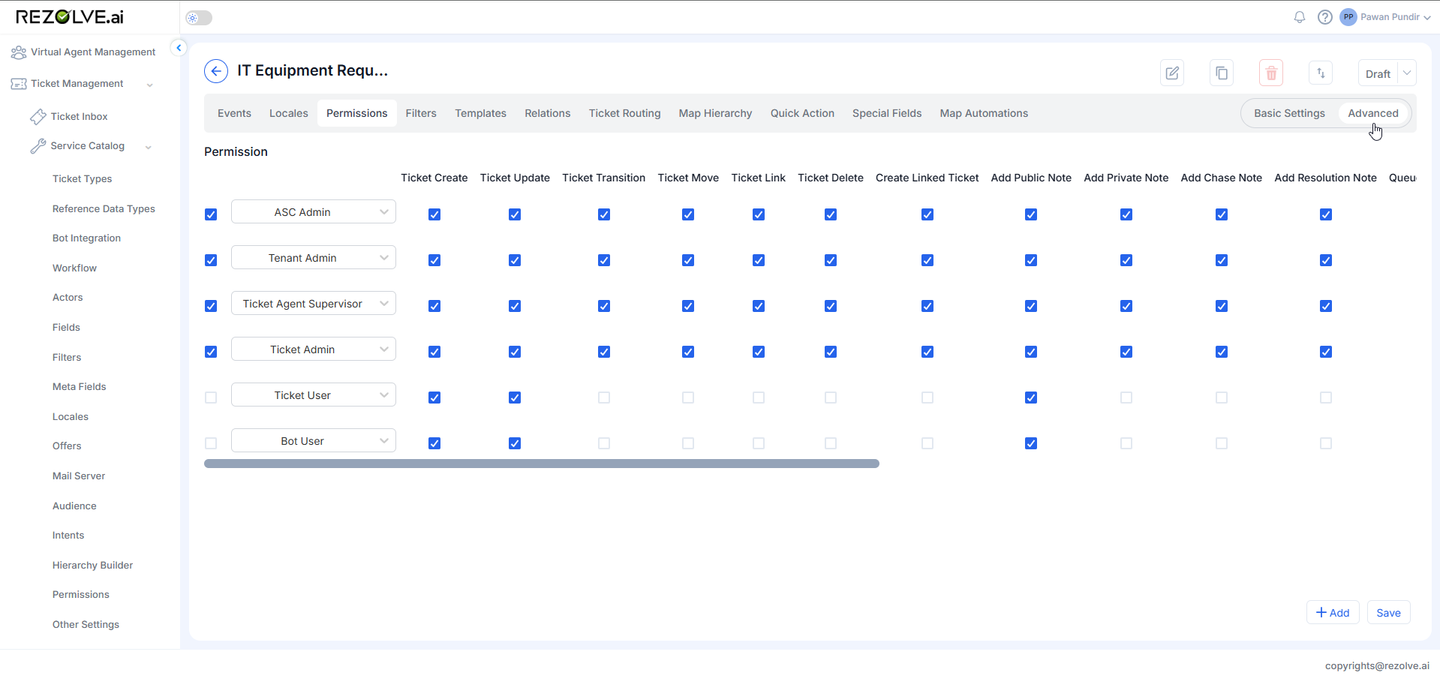 REZOLVE.ai
PP Pawan Pundir
Virtual Agent Management
Ticket Management
Ticket Inbox
Service Catalog
Ticket Types
Reference Data Types
Bot Integration
Workflow
Actors
Fields
Filters
Meta Fields
Locales
Offers
Mail Server
Audience
Intents
Hierarchy Builder
Permissions
Other Settings
IT Equipment Requ...
Draft
Events Locales Permissions Filters Templates Relations Ticket Routing Map Hierarchy Quick Action Special Fields Map Automations Basic Settings Advanced
Permission
Ticket Create Ticket Update Ticket Transition Ticket Move Ticket Link Ticket Delete Create Linked Ticket Add Public Note Add Private Note Add Chase Note Add Resolution Note Queu
ASC Admin
Tenant Admin
Ticket Agent Supervisor
Ticket Admin
Ticket User
Bot User
+ Add Save
copyrights@rezolve.ai